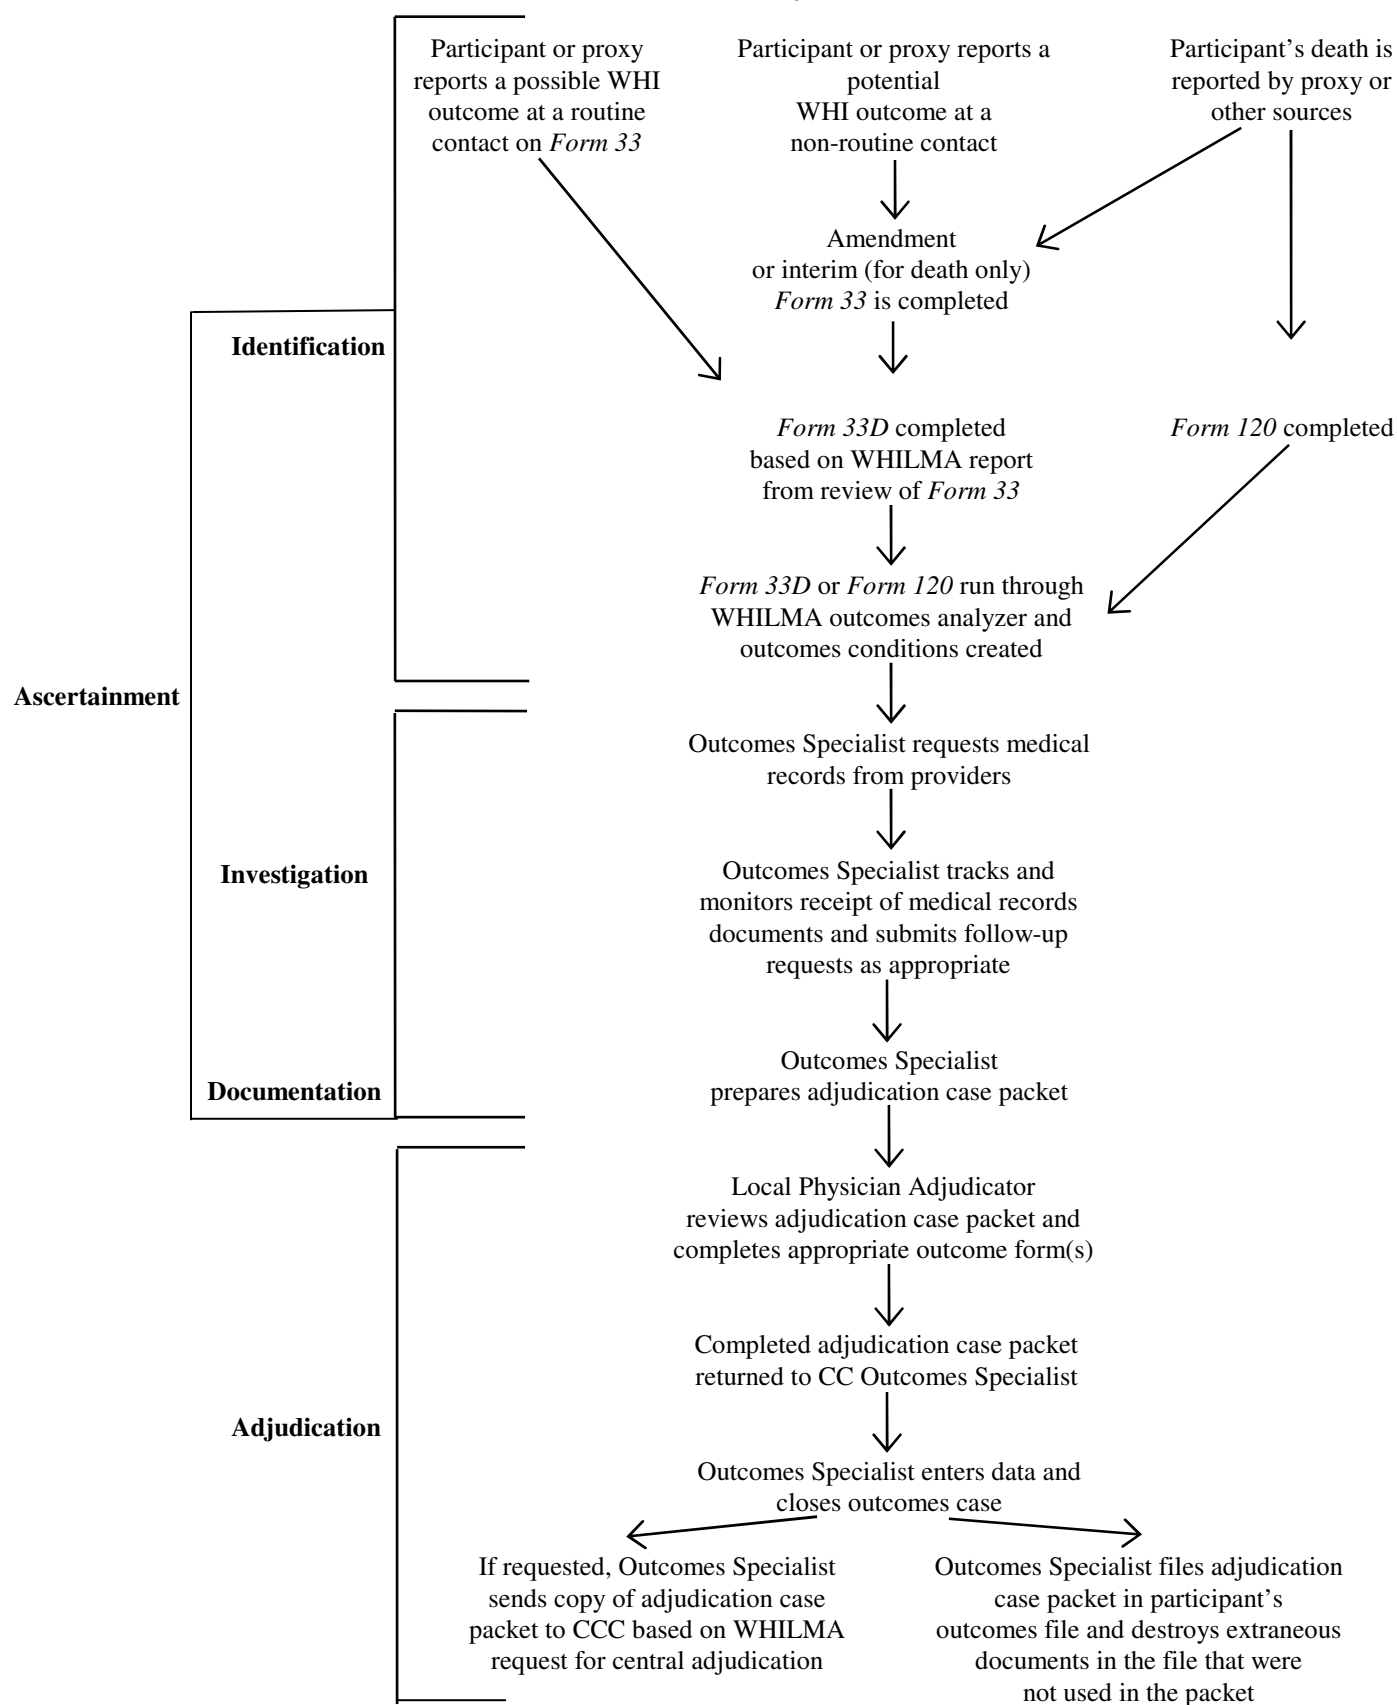 Participant or proxy
reports a possible WHI
outcome at a routine
contact on Form 33
Participant or proxy reports a
potential
WHI outcome at a
non-routine contact
Participant’s death is
reported by proxy or
other sources
Amendment
or interim (for death only)
Form 33 is completed
Identification
Form 33D completed
based on WHILMA report
from review of Form 33
Form 120 completed
Form 33D or Form 120 run through
WHILMA outcomes analyzer and
outcomes conditions created
Ascertainment
Outcomes Specialist requests medical
records from providers
Investigation
Outcomes Specialist tracks and
monitors receipt of medical records
documents and submits follow-up
requests as appropriate
Documentation
Outcomes Specialist
prepares adjudication case packet
Local Physician Adjudicator
reviews adjudication case packet and
completes appropriate outcome form(s)
Completed adjudication case packet
returned to CC Outcomes Specialist
Adjudication
Outcomes Specialist enters data and
closes outcomes case
If requested, Outcomes Specialist
sends copy of adjudication case
packet to CCC based on WHILMA
request for central adjudication
Outcomes Specialist files adjudication
case packet in participant’s
outcomes file and destroys extraneous
documents in the file that were
not used in the packet